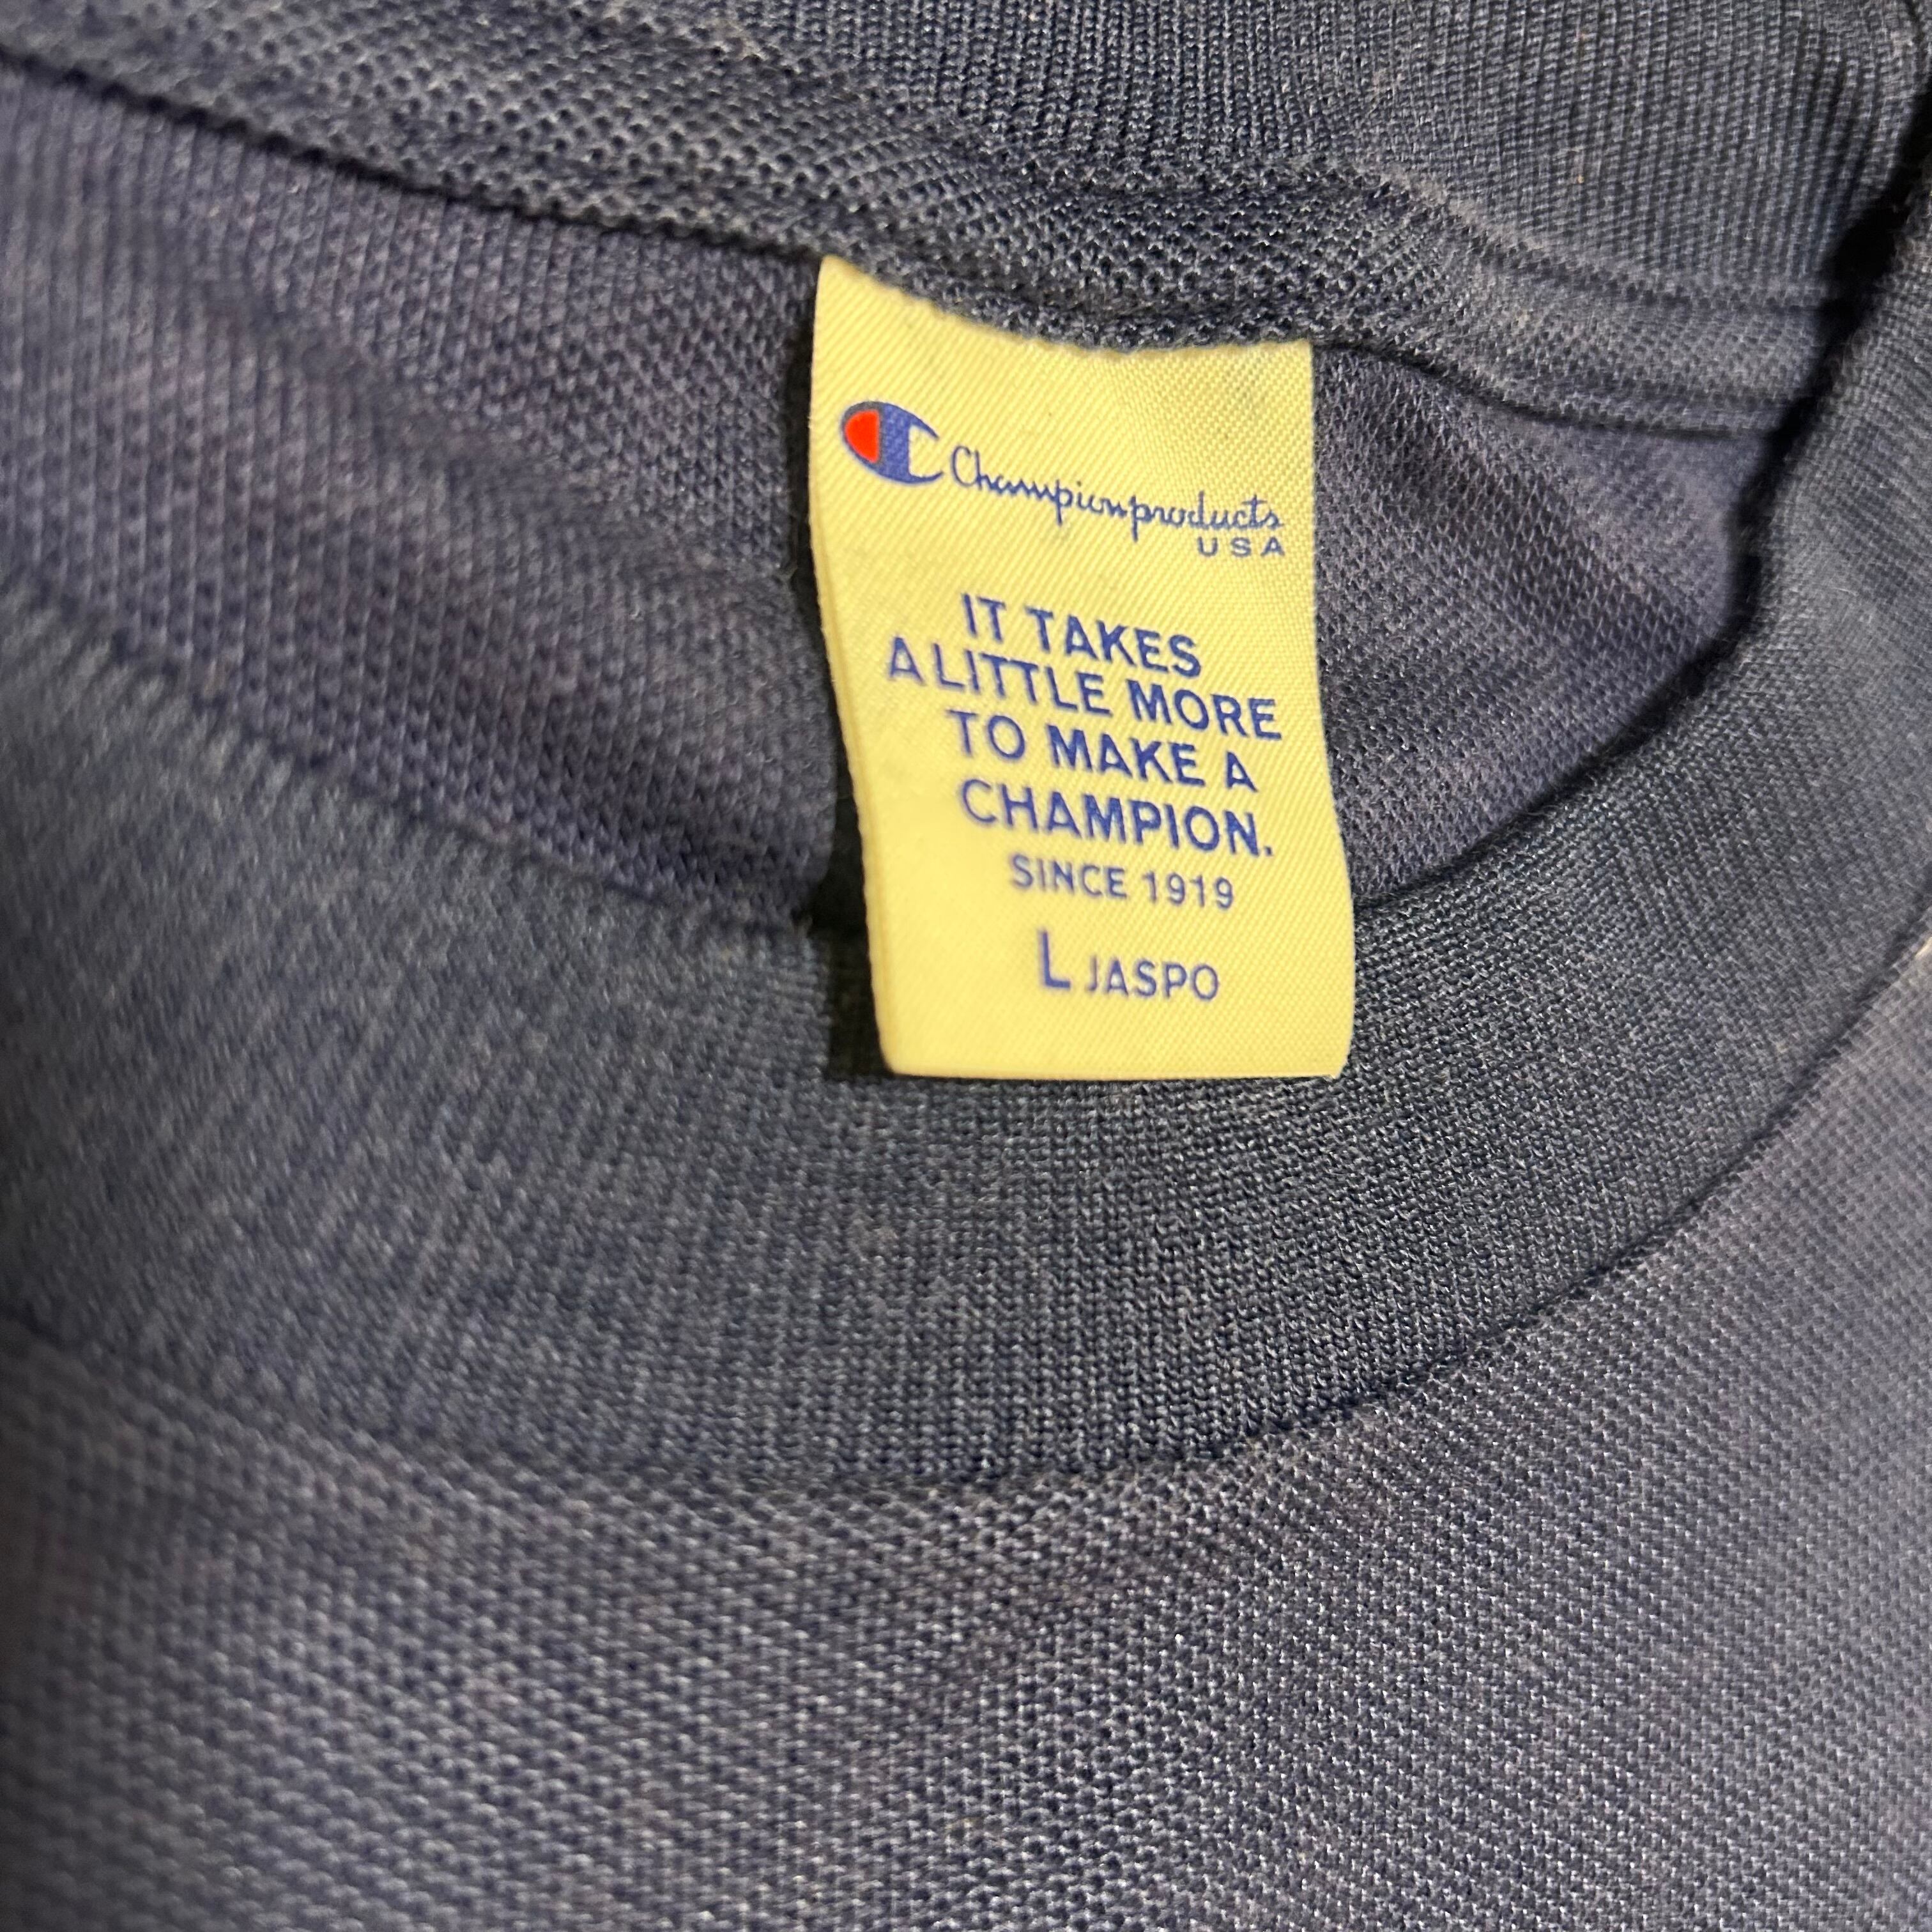 Championproducts
USA
IT TAKES
A LITTLE MORE
TO MAKE A
CHAMPION.
SINCE 1919
L JASPO